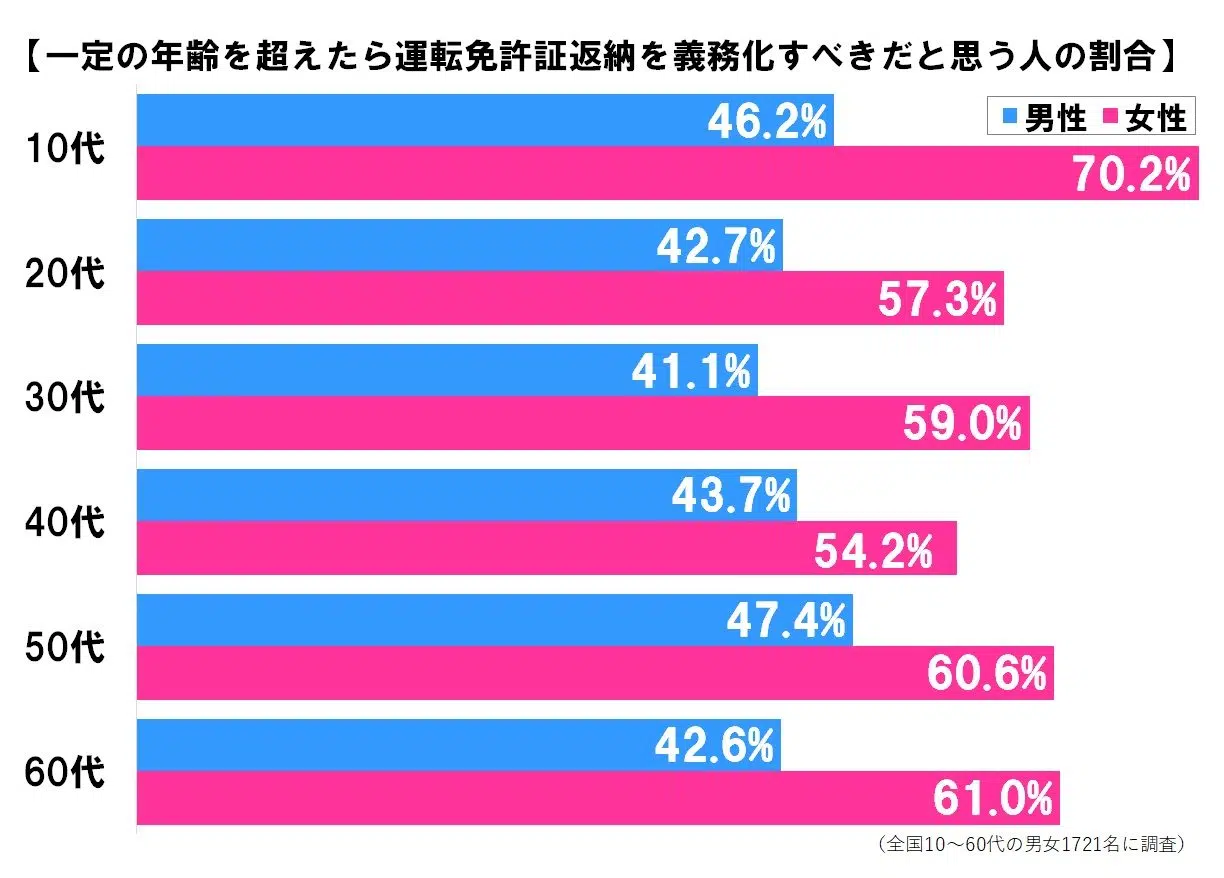 【一定の年齢を超えたら運転免許証返納を義務化すべきだと思う人の割合】
男性 女性
10代
46.2%
70.2%
20代
42.7%
57.3%
30代
41.1%
59.0%
40代
43.7%
54.2%
50代
47.4%
60.6%
60代
42.6%
61.0%
（全国10～60代の男女1721名に調査）